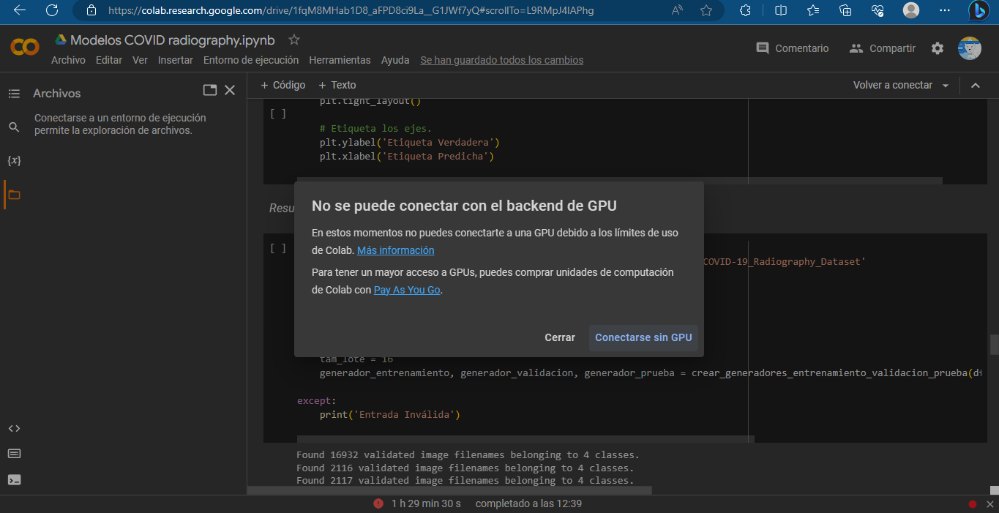 https://colab.research.google.com/drive/1fqM8MHab1D8_aFPD8ci9La__G1JWf7yQ#scrollTo=L9RMpJ4lAPhg
Modelos COVID radiography.ipynb
Archivo Editar Ver Insertar Entorno de ejecución Herramientas Ayuda Se han guardado todos los cambios
Comentario Compartir
Archivos
+ Código + Texto
Volver a conectar
Conectarse a un entorno de ejecución
permite la exploración de archivos.
{x}
plt.tight_layout()
[ ]
# Etiqueta los ejes.
plt.ylabel('Etiqueta Verdadera')
plt.xlabel('Etiqueta Predicha')
Resu
[ ]
COVID-19_Radiography_Dataset'
No se puede conectar con el backend de GPU
En estos momentos no puedes conectarte a una GPU debido a los límites de uso
de Colab. Más información
Para tener un mayor acceso a GPUs, puedes comprar unidades de computación
de Colab con Pay As You Go.
Cerrar Conectarse sin GPU
tam_lote = 16
generador_entrenamiento, generador_validacion, generador_prueba = crear_generadores_entrenamiento_validacion_prueba(df
except:
print('Entrada Inválida')
Found 16932 validated image filenames belonging to 4 classes.
Found 2116 validated image filenames belonging to 4 classes.
Found 2117 validated image filenames belonging to 4 classes.
1 h 29 min 30 s completado a las 12:39